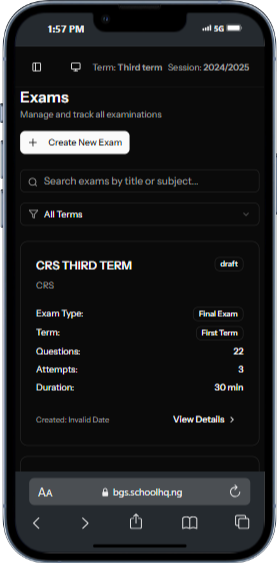 1:57 PM 5G
Term: Third term Session: 2024/2025
Exams
Manage and track all examinations
+ Create New Exam
Search exams by title or subject...
All Terms
CRS THIRD TERM draft
CRS
Exam Type: Final Exam
Term: First Term
Questions: 22
Attempts: 3
Duration: 30 min
Created: Invalid Date View Details >
AA bgs.schoolhq.ng